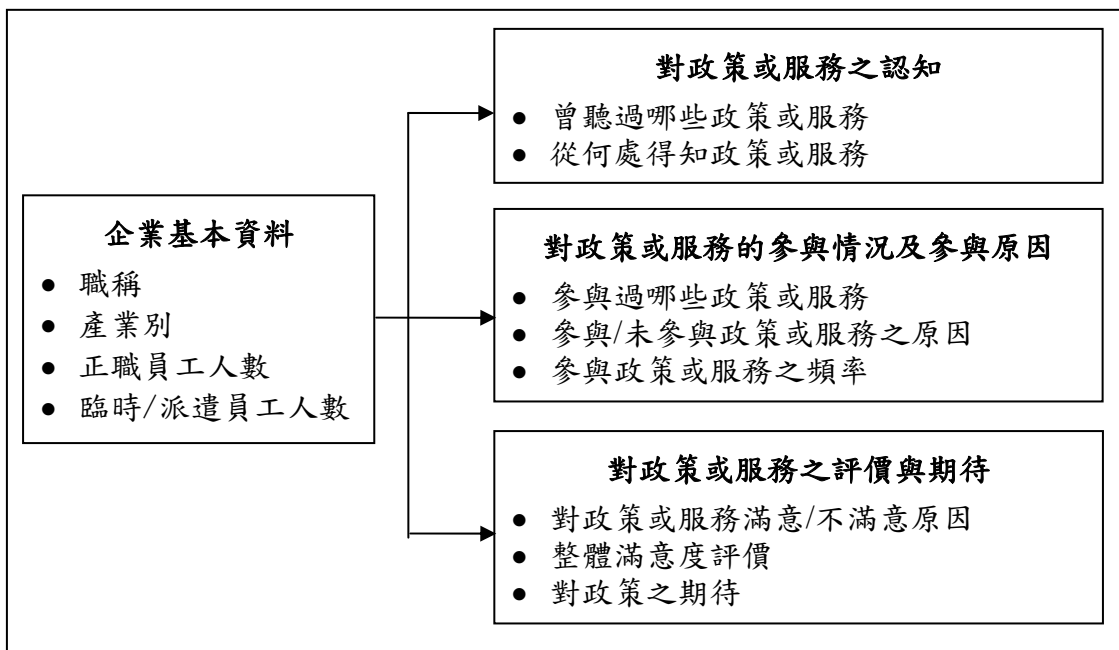 企業基本資料
● 職稱
● 產業別
● 正職員工人數
● 臨時/派遣員工人數
對政策或服務之認知
● 曾聽過哪些政策或服務
● 從何處得知政策或服務
對政策或服務的參與情況及參與原因
● 參與過哪些政策或服務
● 參與/未參與政策或服務之原因
● 參與政策或服務之頻率
對政策或服務之評價與期待
● 對政策或服務滿意/不滿意原因
● 整體滿意度評價
● 對政策之期待